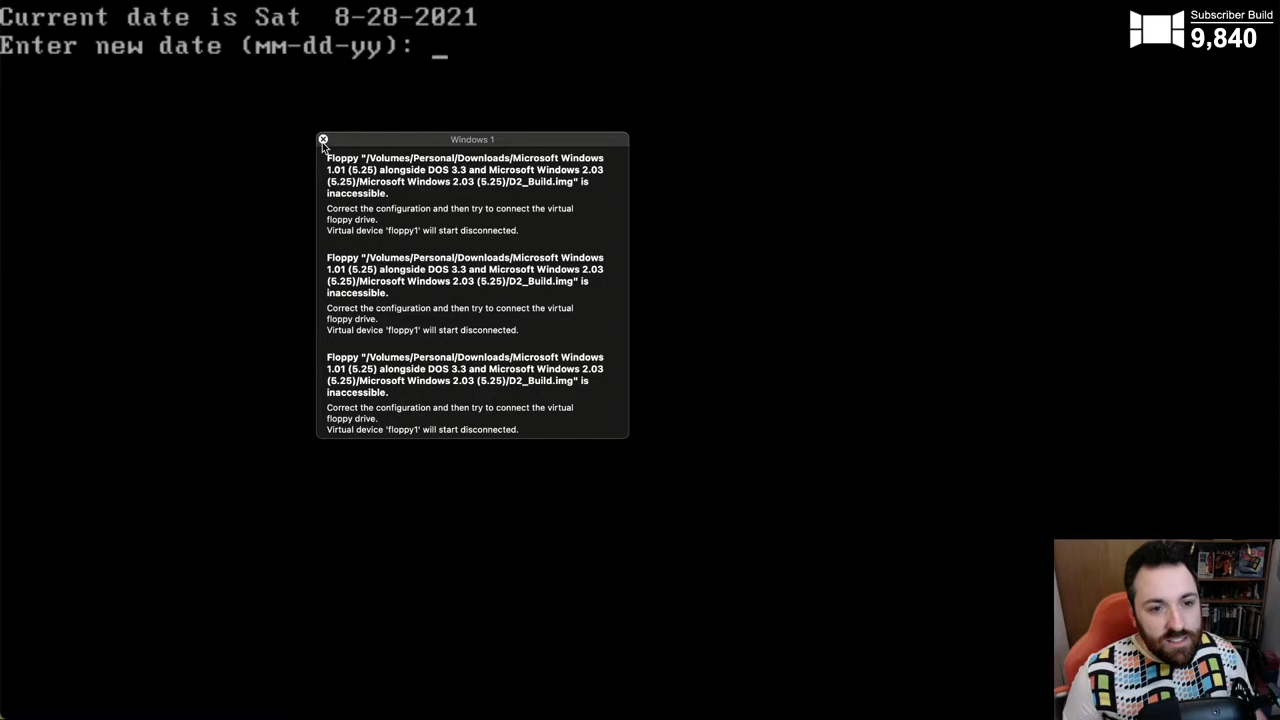 Current date is Sat  8-28-2021
Enter new date (mm-dd-yy): _
Subscriber Build
9,840
Windows 1
Floppy "/Volumes/Personal/Downloads/Microsoft Windows
1.01 (5.25) alongside DOS 3.3 and Microsoft Windows 2.03
(5.25)/Microsoft Windows 2.03 (5.25)/D2_Build.img" is
inaccessible.
Correct the configuration and then try to connect the virtual
floppy drive.
Virtual device 'floppy1' will start disconnected.
Floppy "/Volumes/Personal/Downloads/Microsoft Windows
1.01 (5.25) alongside DOS 3.3 and Microsoft Windows 2.03
(5.25)/Microsoft Windows 2.03 (5.25)/D2_Build.img" is
inaccessible.
Correct the configuration and then try to connect the virtual
floppy drive.
Virtual device 'floppy1' will start disconnected.
Floppy "/Volumes/Personal/Downloads/Microsoft Windows
1.01 (5.25) alongside DOS 3.3 and Microsoft Windows 2.03
(5.25)/Microsoft Windows 2.03 (5.25)/D2_Build.img" is
inaccessible.
Correct the configuration and then try to connect the virtual
floppy drive.
Virtual device 'floppy1' will start disconnected.